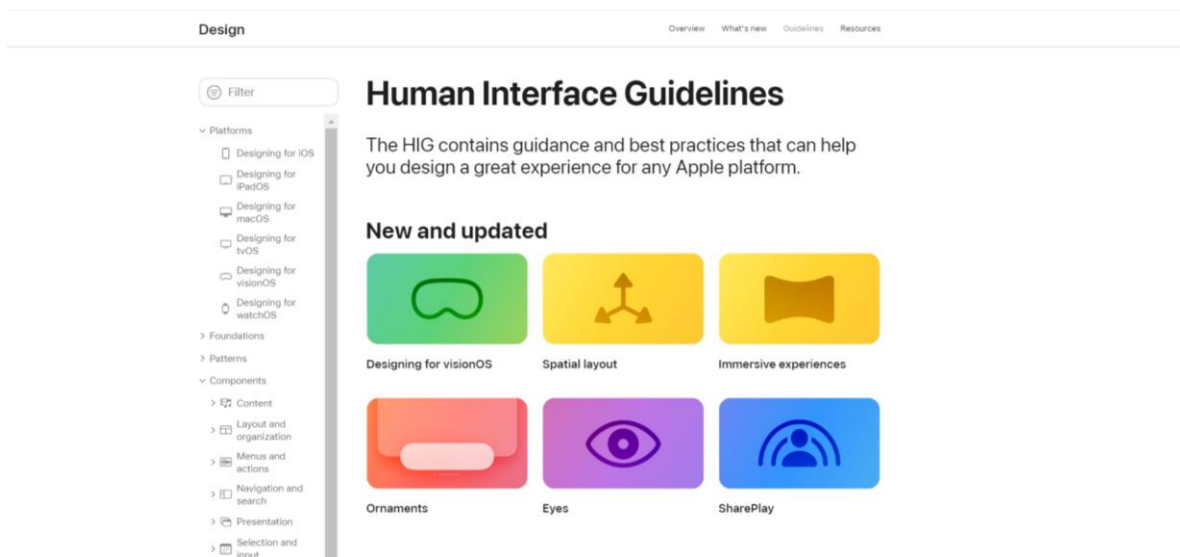 Design
Overview What's new Guidelines Resources
Filter
Platforms
Designing for iOS
Designing for
iPadOS
Designing for
macOS
Designing for
tvOS
Designing for
visionOS
Designing for
watchOS
Foundations
Patterns
Components
Content
Layout and
organization
Menus and
actions
Navigation and
search
Presentation
Selection and
input
Human Interface Guidelines
The HIG contains guidance and best practices that can help
you design a great experience for any Apple platform.
New and updated
Designing for visionOS
Spatial layout
Immersive experiences
Ornaments
Eyes
SharePlay